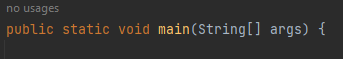 no usages
public static void main(String[] args) {